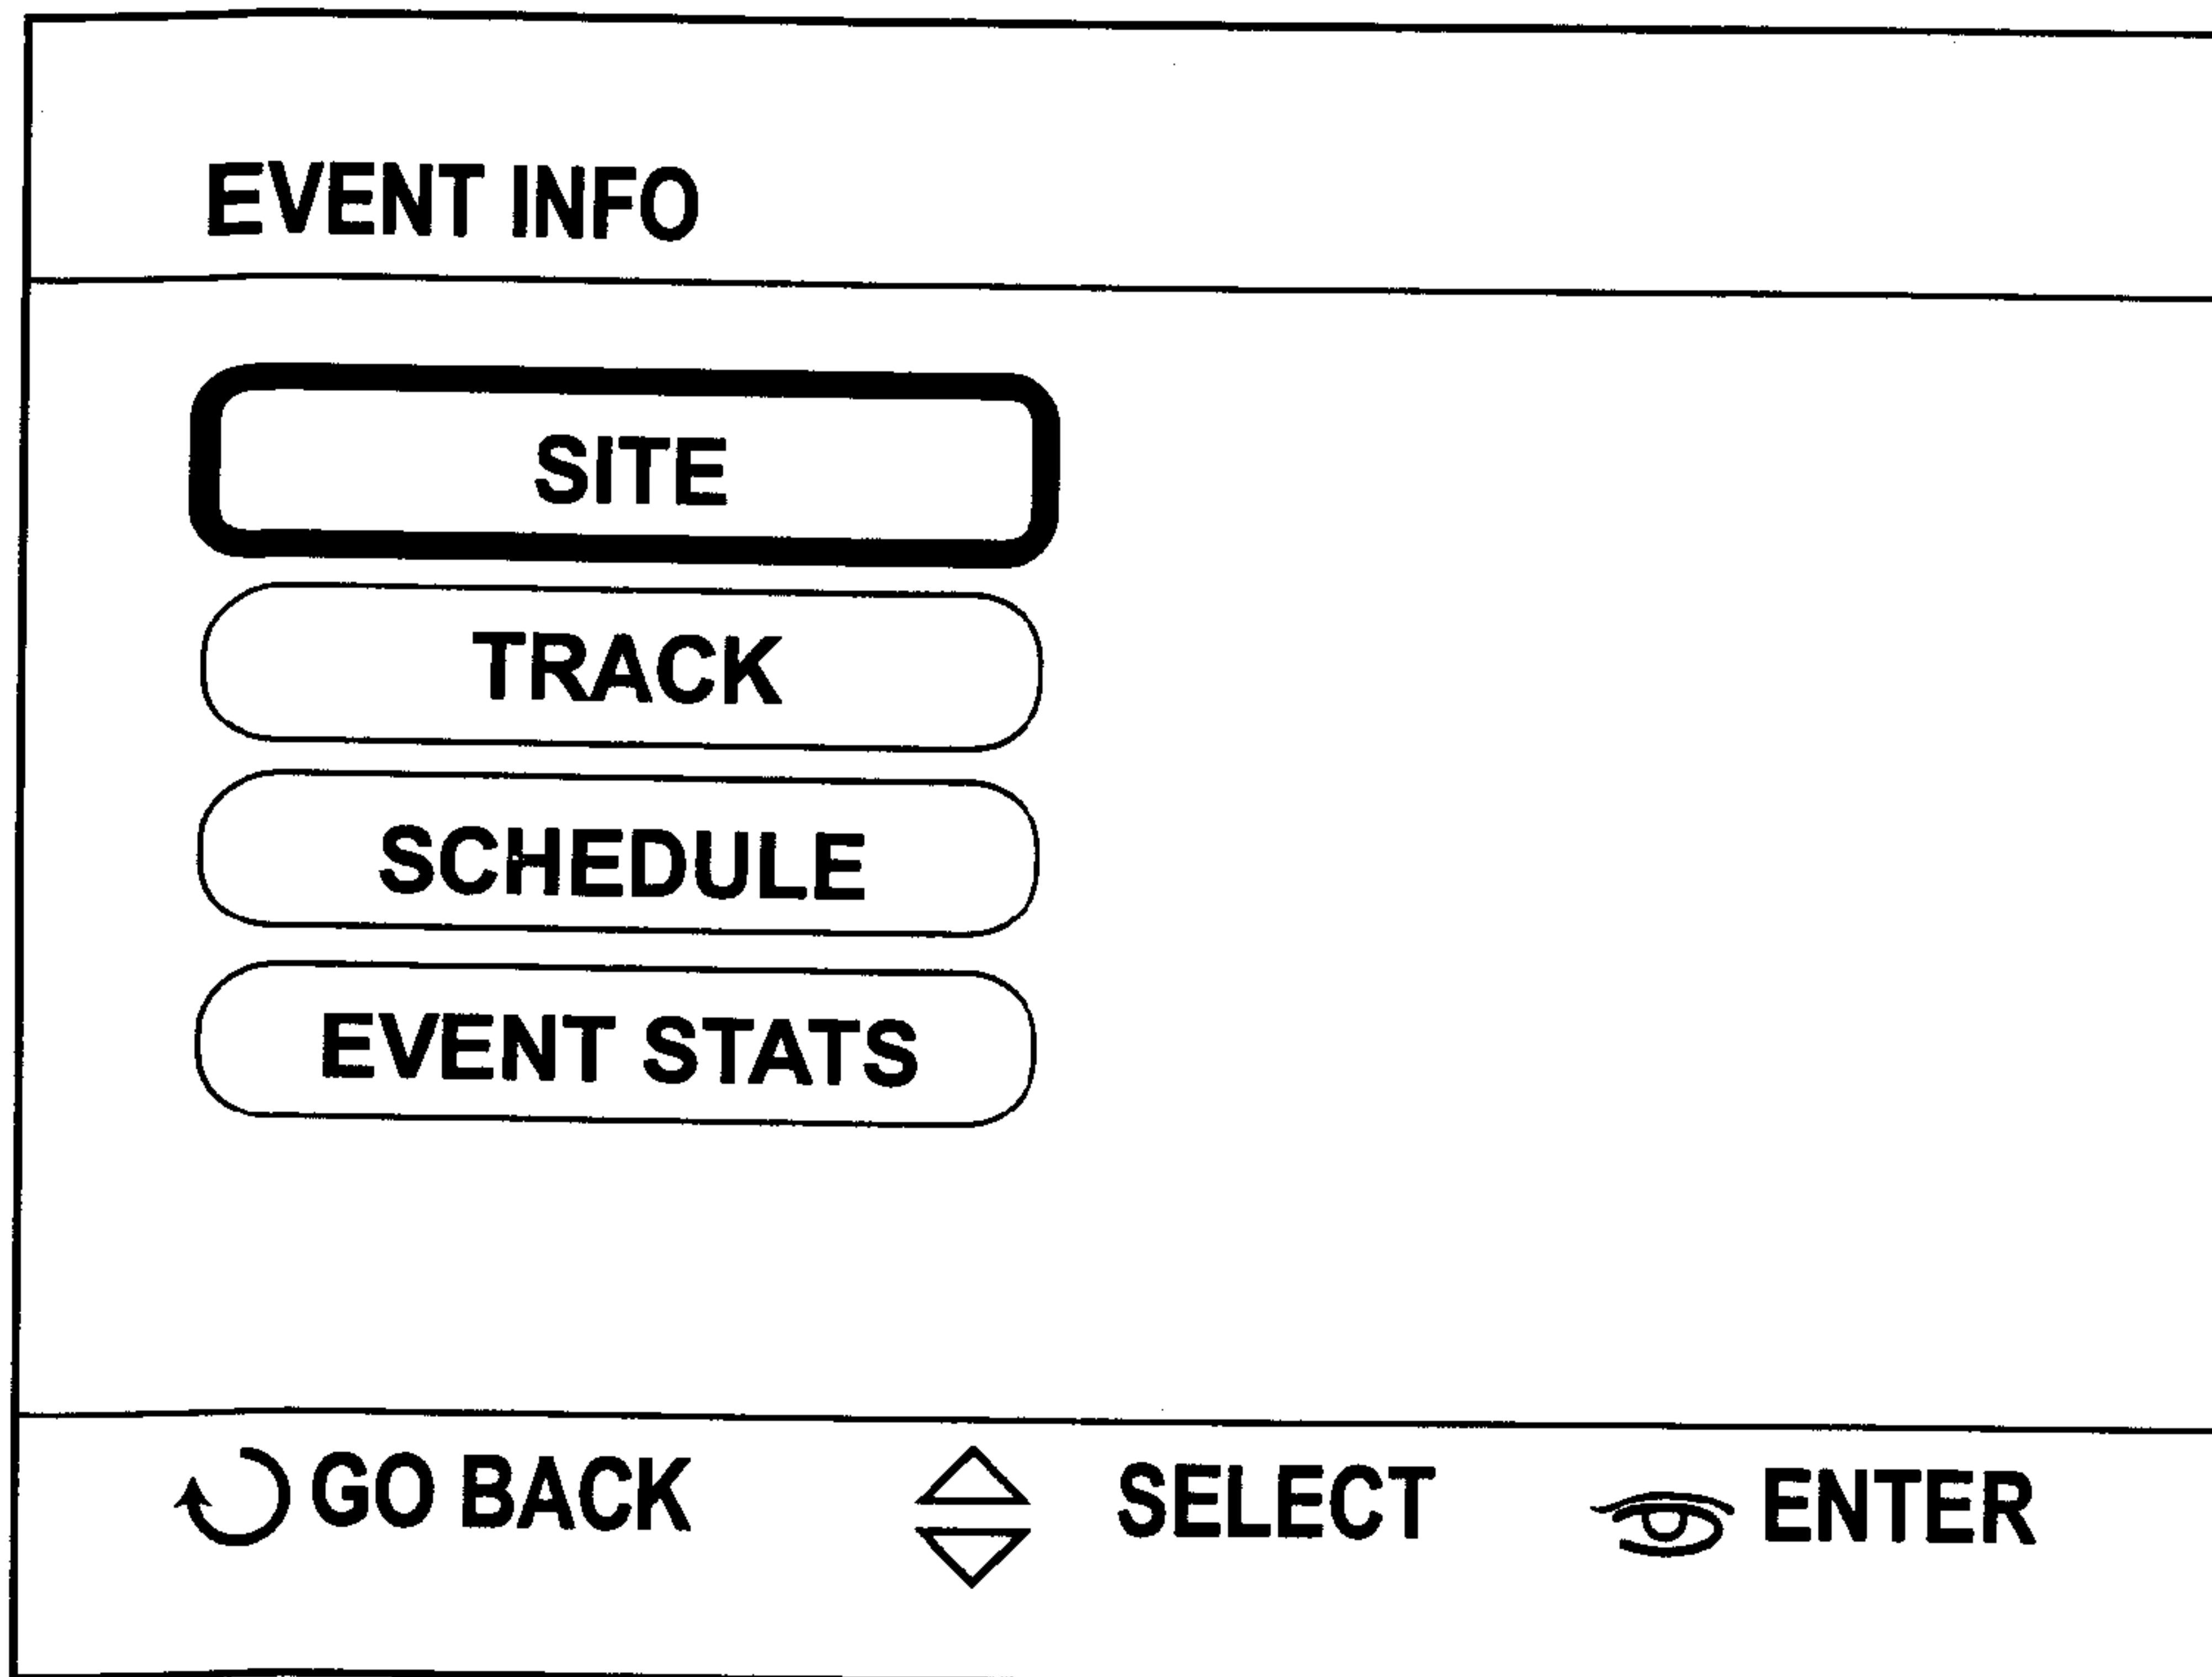 EVENT INFO
SITE
TRACK
SCHEDULE
EVENT STATS
GO BACK SELECT ENTER